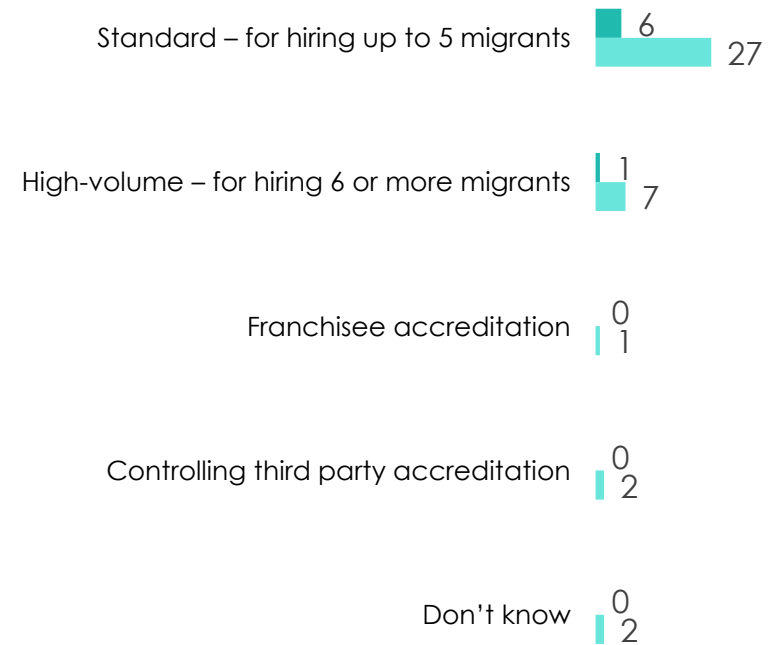 Standard – for hiring up to 5 migrants
6
27
High-volume – for hiring 6 or more migrants
1
7
Franchisee accreditation
0
1
Controlling third party accreditation
0
2
Don’t know
0
2